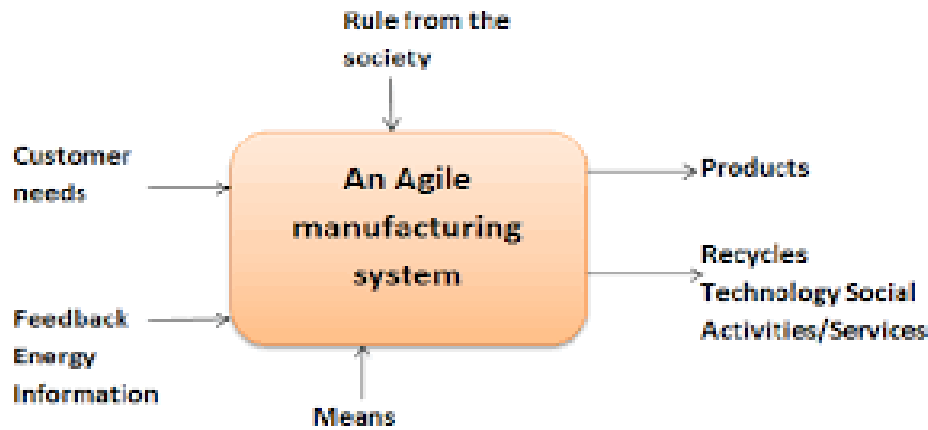 Rule from the
society
Customer
needs
An Agile
manufacturing
system
Products
Recycles
Technology Social
Activities/Services
Feedback
Energy
Information
Means